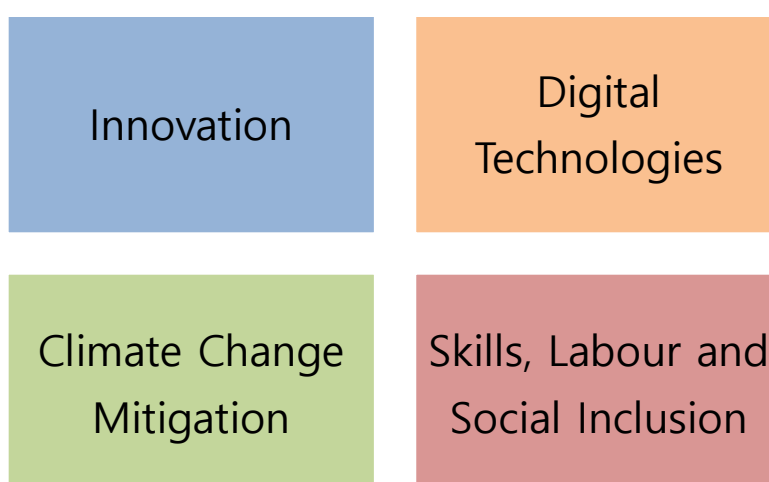 Innovation
Digital
Technologies
Climate Change
Mitigation
Skills, Labour and
Social Inclusion